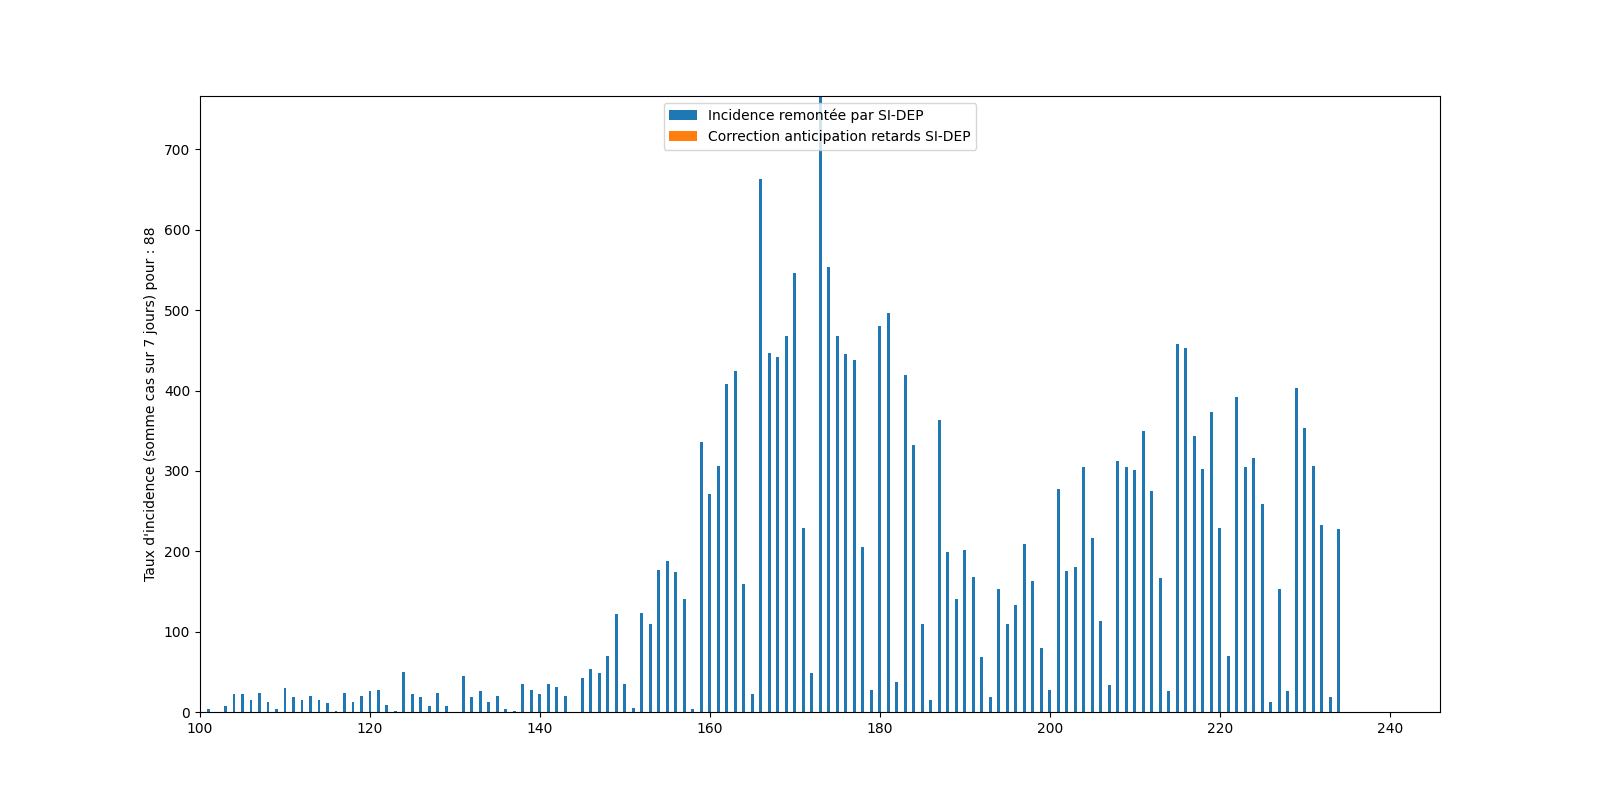 Incidence remontée par SI-DEP
Correction anticipation retards SI-DEP
Taux d'incidence (somme cas sur 7 jours) pour : 88
700
600
500
400
300
200
100
0
100 120 140 160 180 200 220 240